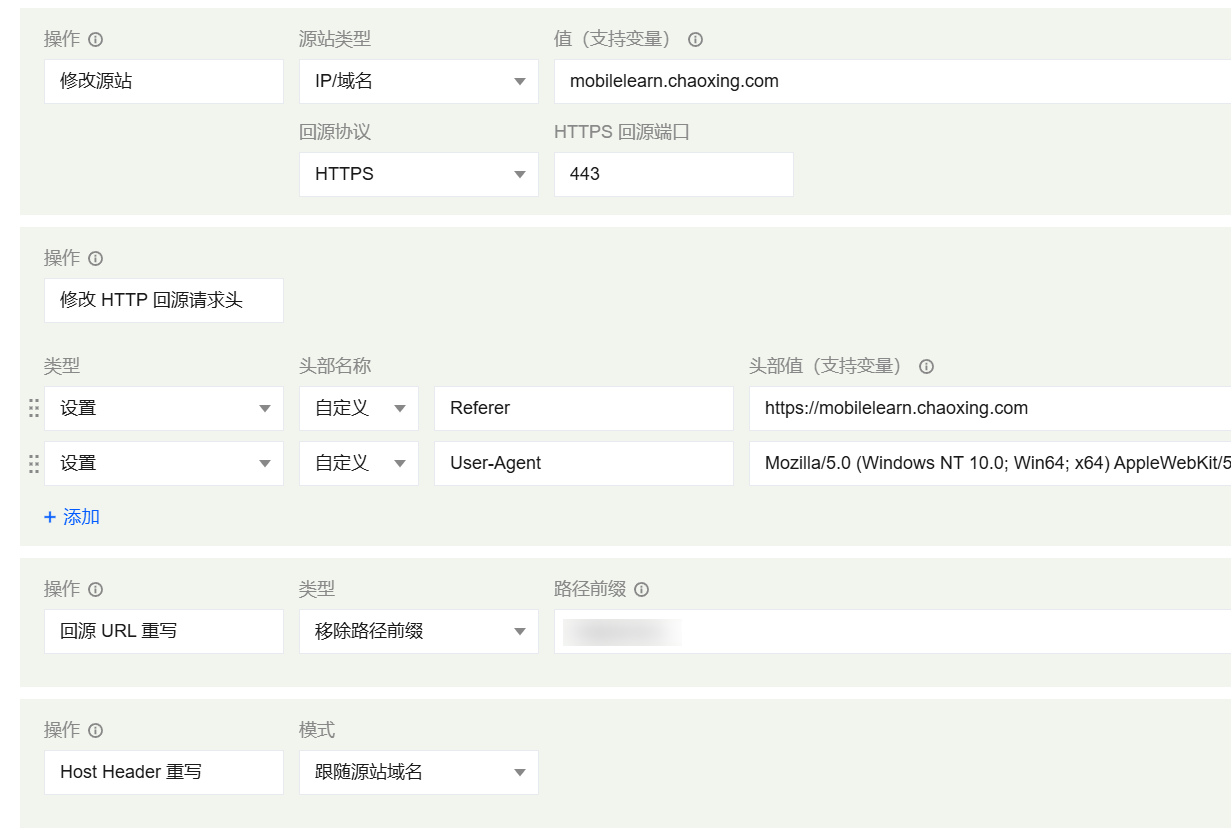 操作 源站类型 值（支持变量）
修改源站 IP/域名 mobilelearn.chaoxing.com
回源协议 HTTPS 回源端口
HTTPS 443
操作
修改 HTTP 回源请求头
类型 头部名称 头部值（支持变量）
设置 自定义 Referer https://mobilelearn.chaoxing.com
设置 自定义 User-Agent Mozilla/5.0 (Windows NT 10.0; Win64; x64) AppleWebKit/5
+ 添加
操作 类型 路径前缀
回源 URL 重写 移除路径前缀
操作 模式
Host Header 重写 跟随源站域名